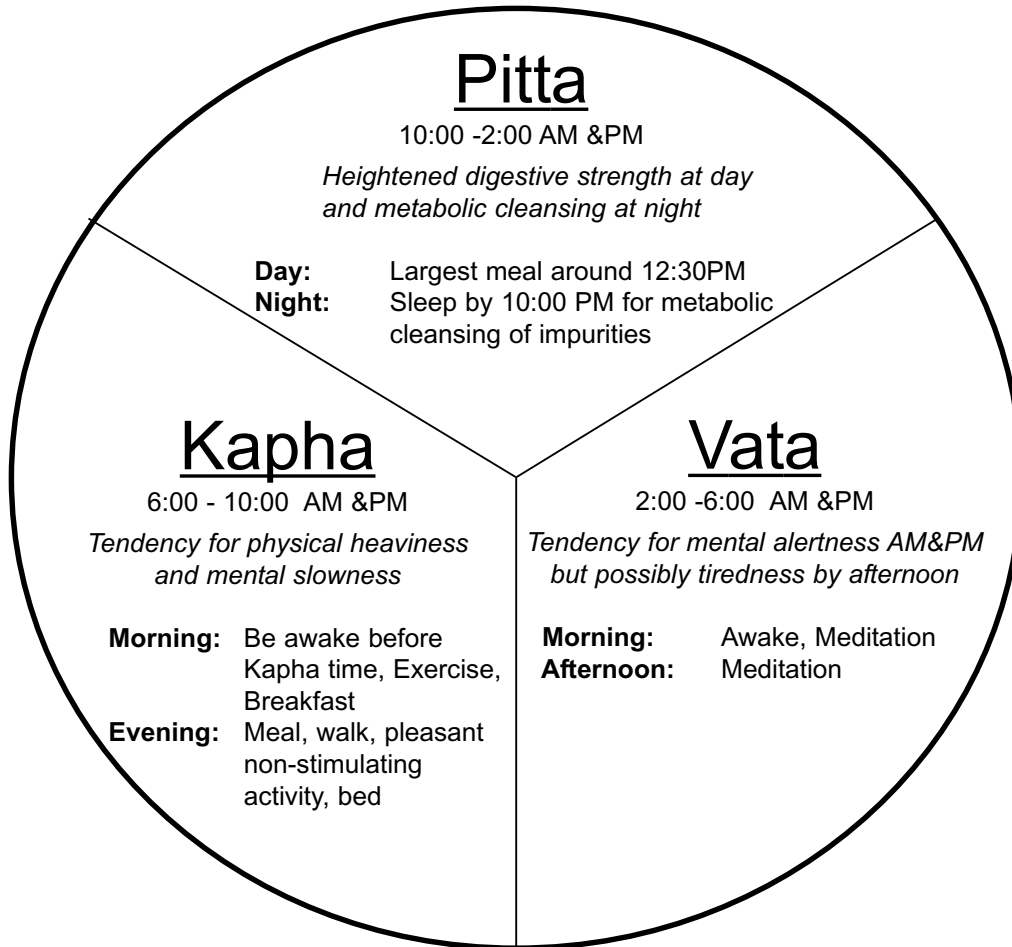 Pitta
10:00 -2:00 AM &PM
Heightened digestive strength at day
and metabolic cleansing at night
Day: Largest meal around 12:30PM
Night: Sleep by 10:00 PM for metabolic
cleansing of impurities
Kapha
6:00 - 10:00 AM &PM
Tendency for physical heaviness
and mental slowness
Morning: Be awake before
Kapha time, Exercise,
Breakfast
Evening: Meal, walk, pleasant
non-stimulating
activity, bed
Vata
2:00 -6:00 AM &PM
Tendency for mental alertness AM&PM
but possibly tiredness by afternoon
Morning: Awake, Meditation
Afternoon: Meditation